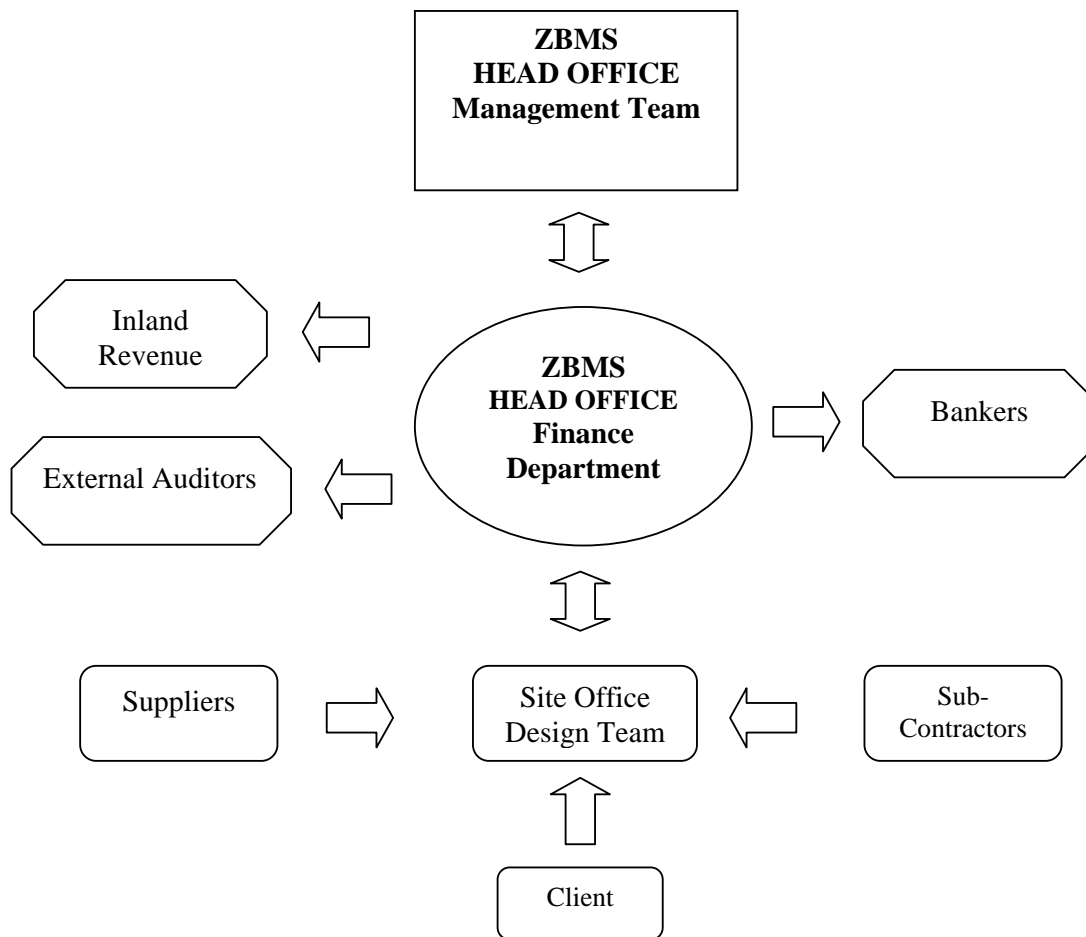 ZBMS
HEAD OFFICE
Management Team
Inland
Revenue
ZBMS
HEAD OFFICE
Finance
Department
Bankers
External Auditors
Suppliers
Site Office
Design Team
Sub-
Contractors
Client